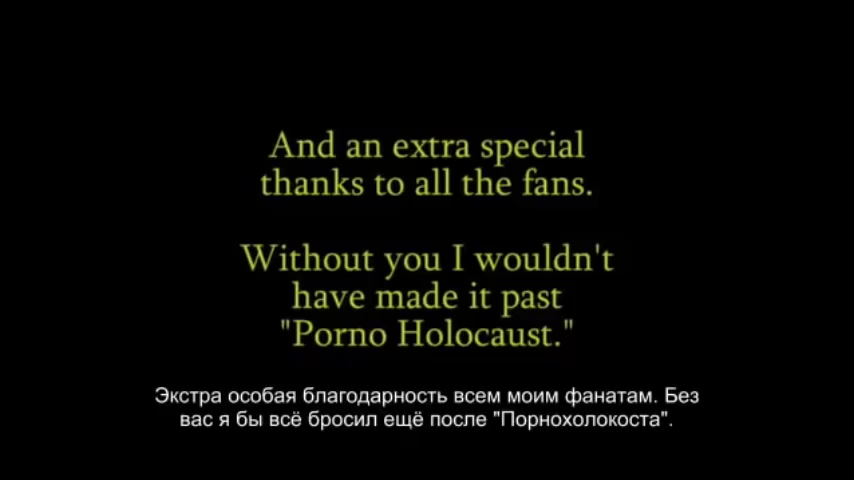 And an extra special
thanks to all the fans.
Without you I wouldn't
have made it past
"Porno Holocaust."
Экстра особая благодарность всем моим фанатам. Без
вас я бы всё бросил ещё после "Порнохолокоста".